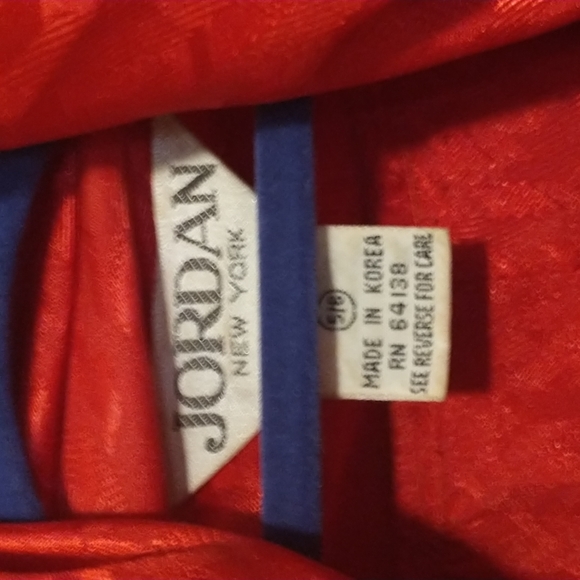 JORDAN
NEW YORK
5/6
MADE IN KOREA
RN 64138
SEE REVERSE FOR CARE